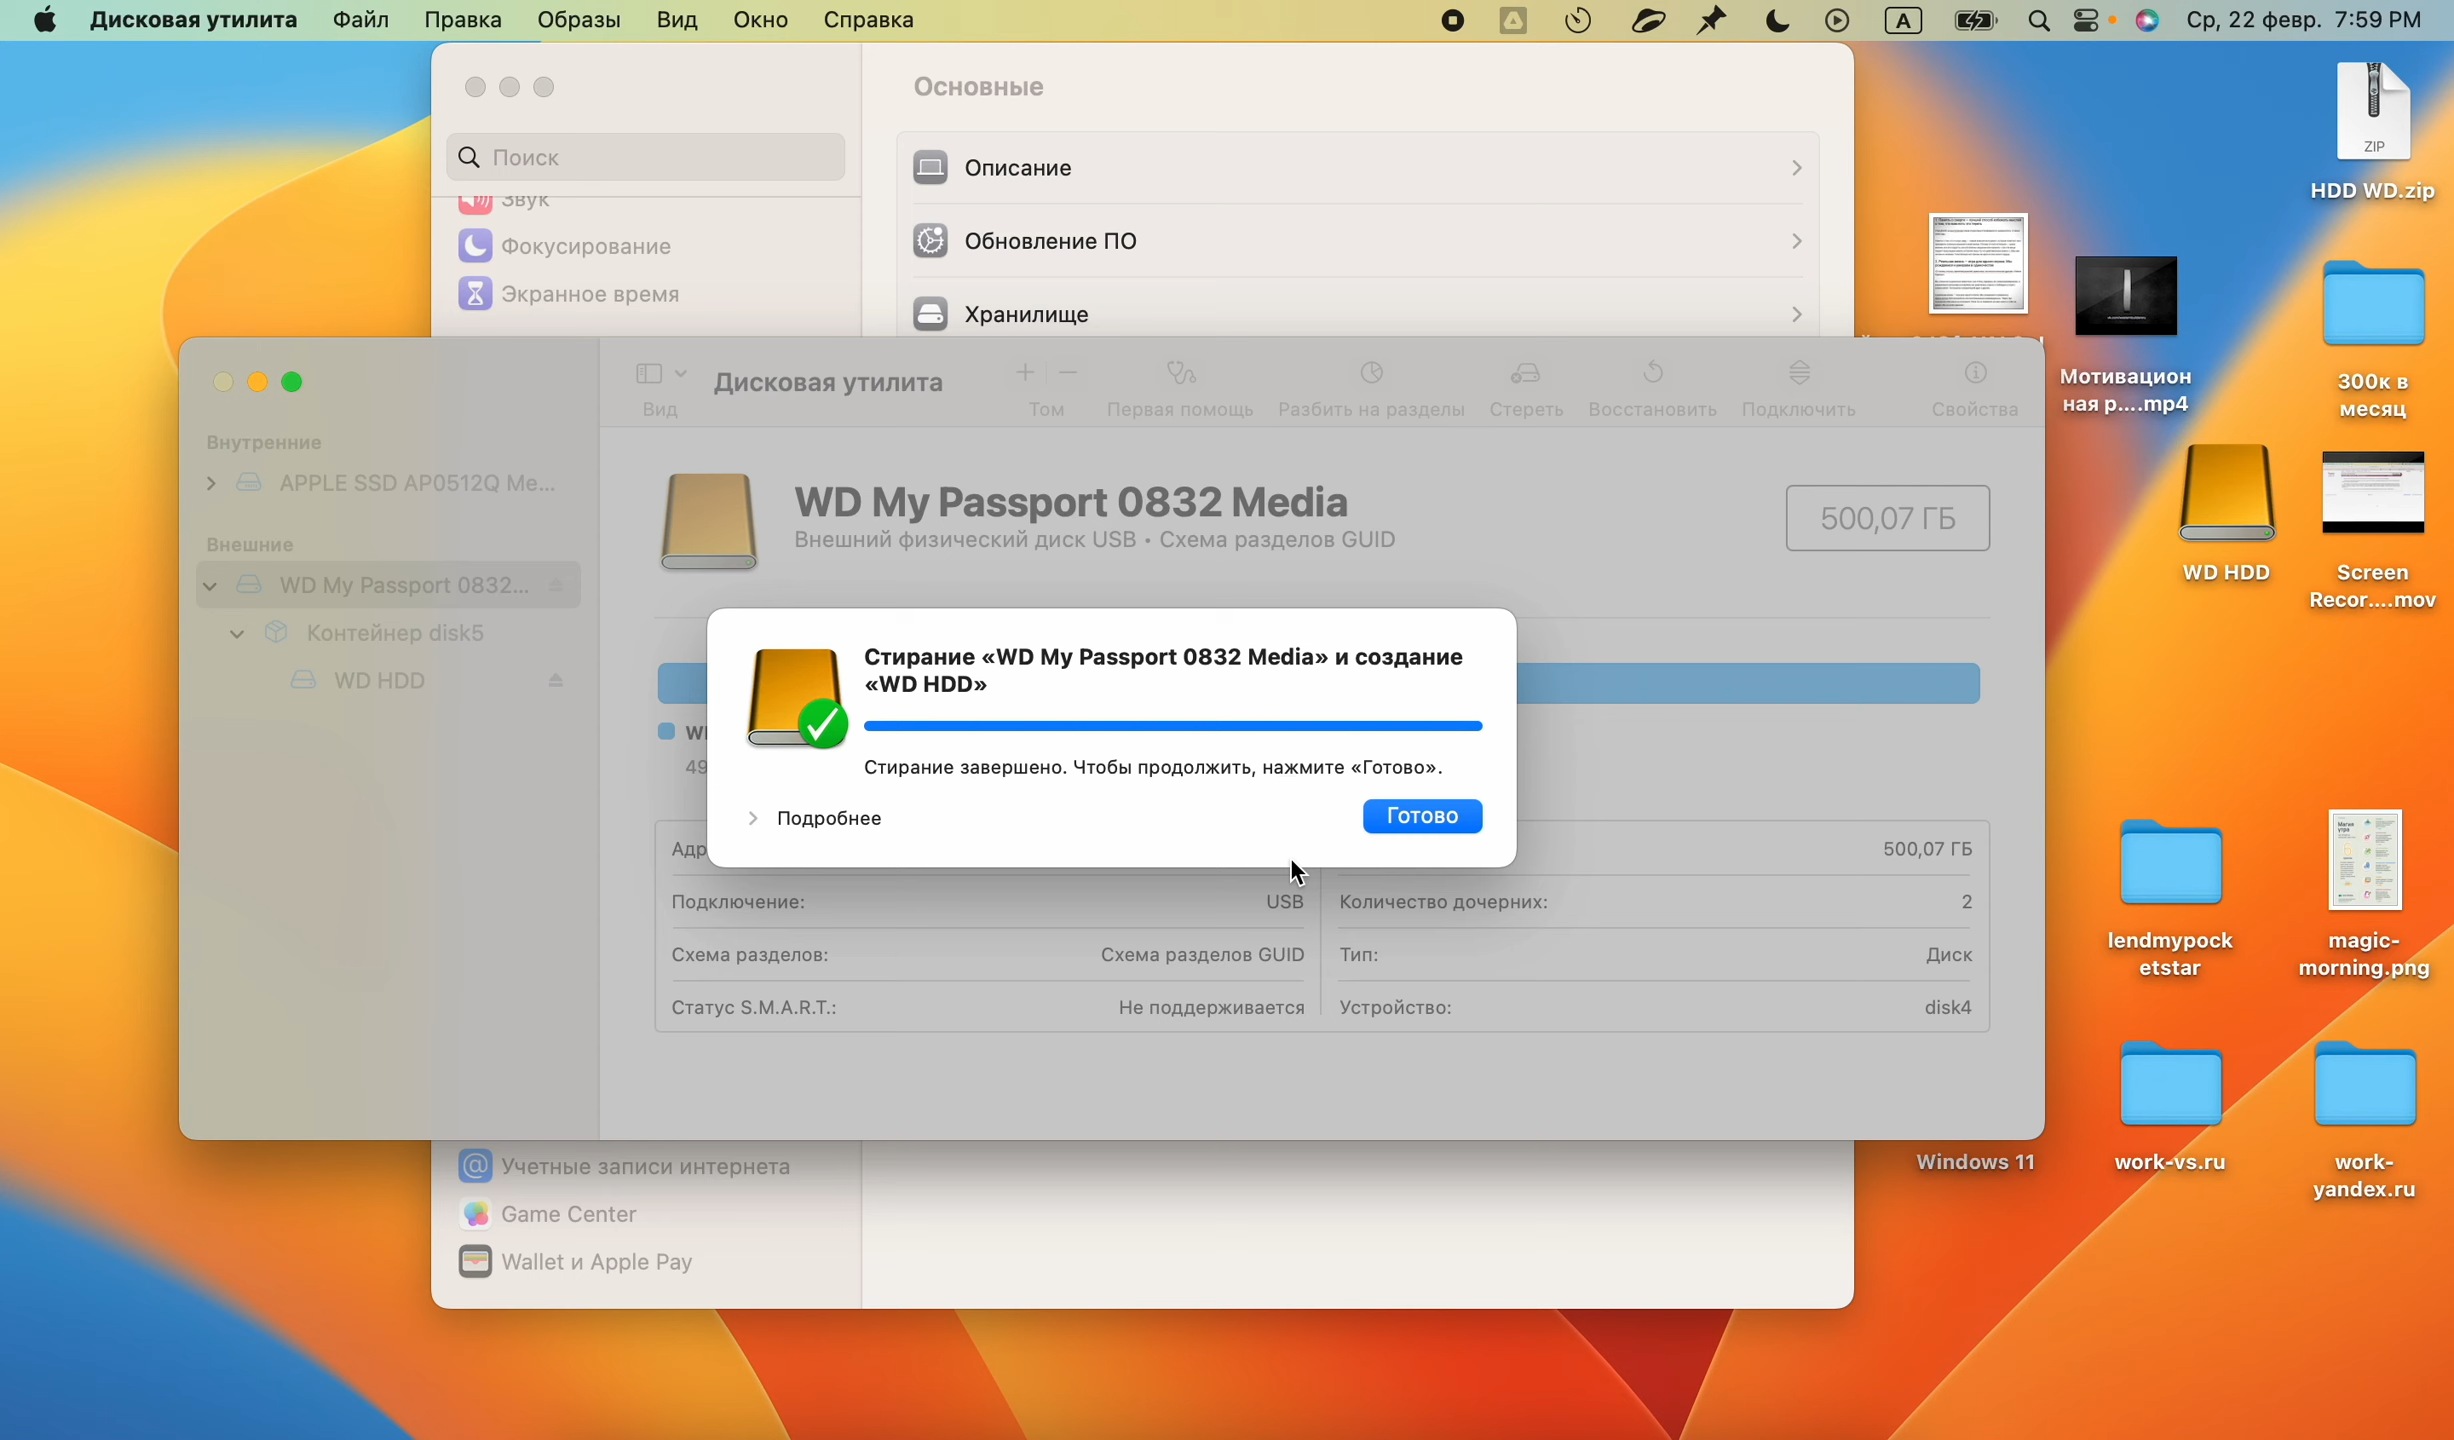 Дисковая утилита Файл Правка Образы Вид Окно Справка A Ср, 22 февр. 7:59 PM
Основные
Поиск
Звук
Фокусирование
Экранное время
Описание
Обновление ПО
Хранилище
Вид
Дисковая утилита
Том Первая помощь Разбить на разделы Стереть Восстановить Подключить Свойства
Внутренние
APPLE SSD AP0512Q Me...
Внешние
WD My Passport 0832...
Контейнер disk5
WD HDD
WD My Passport 0832 Media
Внешний физический диск USB • Схема разделов GUID
500,07 ГБ
Стирание «WD My Passport 0832 Media» и создание
«WD HDD»
Стирание завершено. Чтобы продолжить, нажмите «Готово».
Подробнее
Готово
500,07 ГБ
Подключение: USB
Количество дочерних: 2
Схема разделов: Схема разделов GUID
Тип: Диск
Статус S.M.A.R.T.: Не поддерживается
Устройство: disk4
Учетные записи интернета
Game Center
Wallet и Apple Pay
ZIP
HDD WD.zip
Мотивацион
ная р....mp4
300к в
месяц
WD HDD
Screen
Recor....mov
lendmypock
etstar
magic-
morning.png
Windows 11
work-vs.ru
work-
yandex.ru